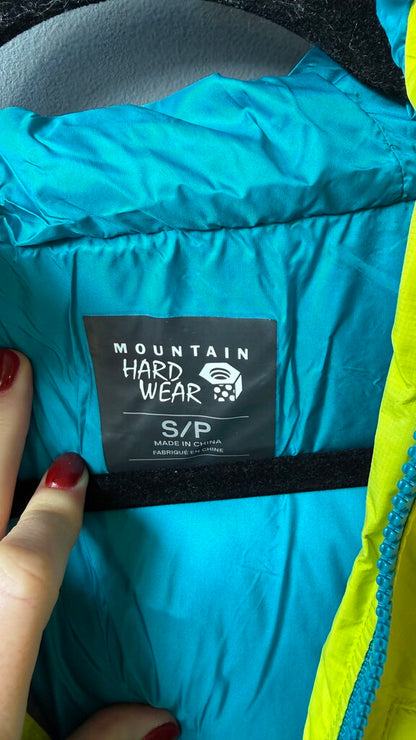 MOUNTAIN
HARD
WEAR
S/P
MADE IN CHINA
FABRIQUÉ EN CHINE